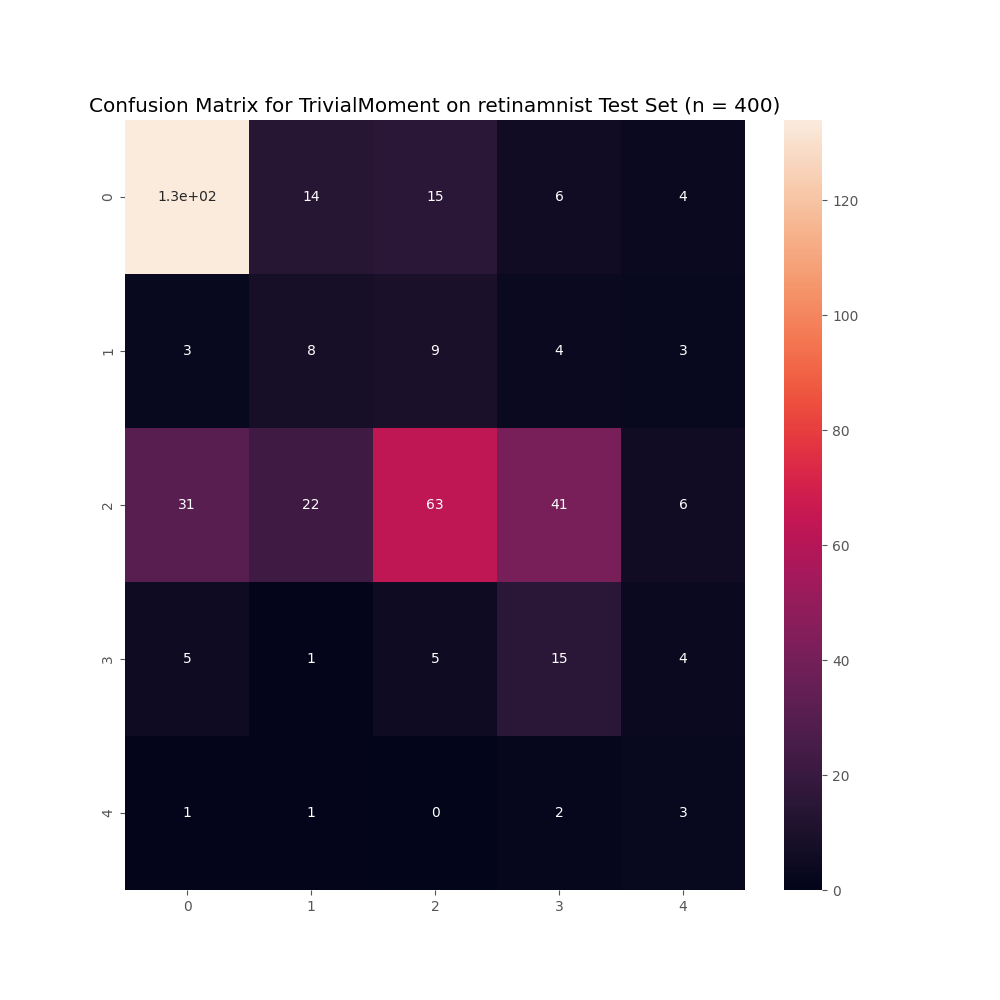 Confusion Matrix for TrivialMoment on retinamnist Test Set (n = 400)
0 1.3e+02 14 15 6 4
1 3 8 9 4 3
2 31 22 63 41 6
3 5 1 5 15 4
4 1 1 0 2 3
0 1 2 3 4
120
100
80
60
40
20
0